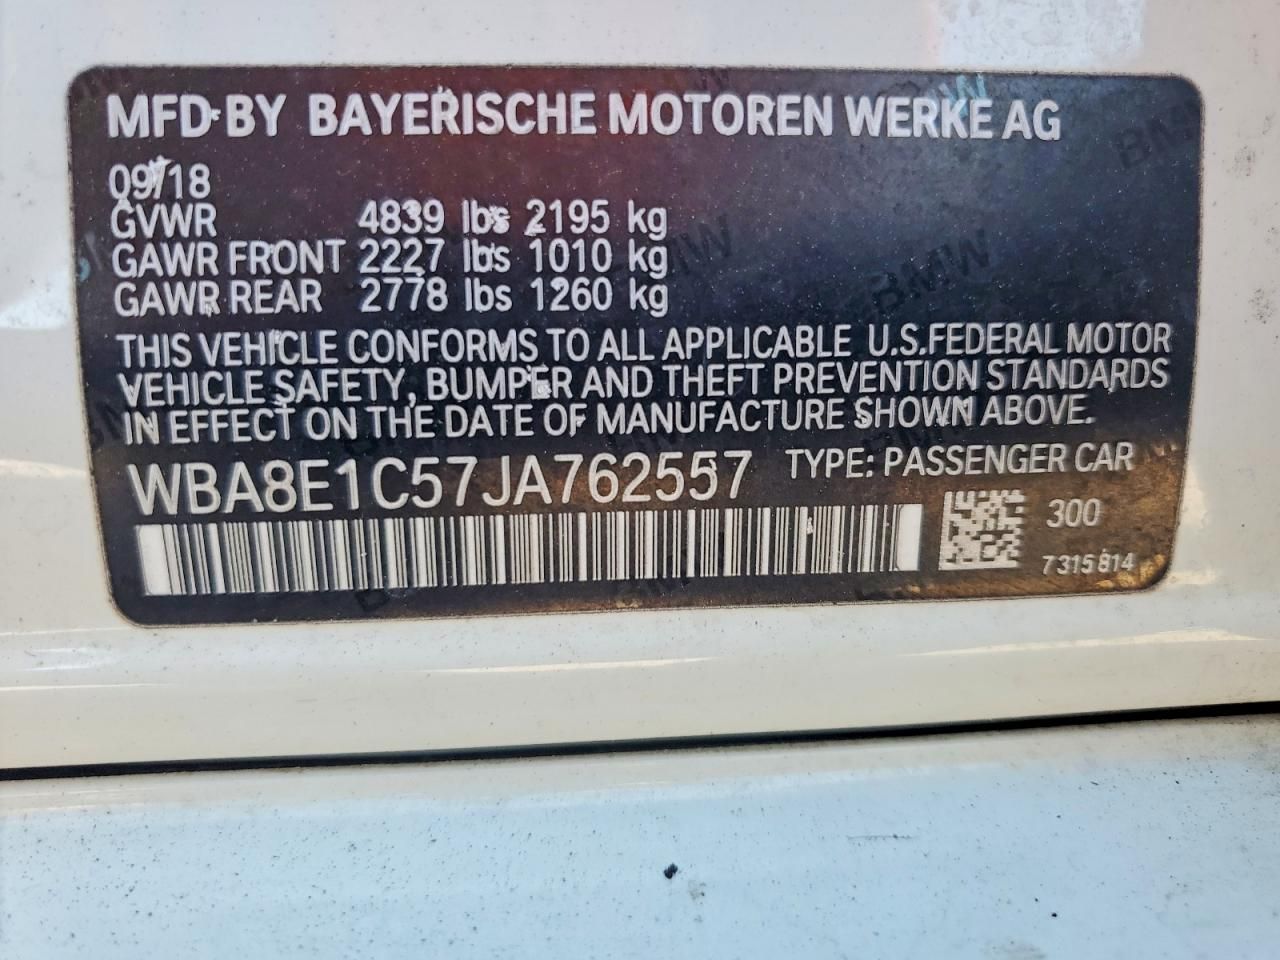 MFD BY BAYERISCHE MOTOREN WERKE AG
09/18
GVWR 4839 lbs 2195 kg
GAWR FRONT 2227 lbs 1010 kg
GAWR REAR 2778 lbs 1260 kg
THIS VEHICLE CONFORMS TO ALL APPLICABLE U.S.FEDERAL MOTOR
VEHICLE SAFETY, BUMPER AND THEFT PREVENTION STANDARDS
IN EFFECT ON THE DATE OF MANUFACTURE SHOWN ABOVE.
WBA8E1C57JA762557 TYPE: PASSENGER CAR
300
7315814